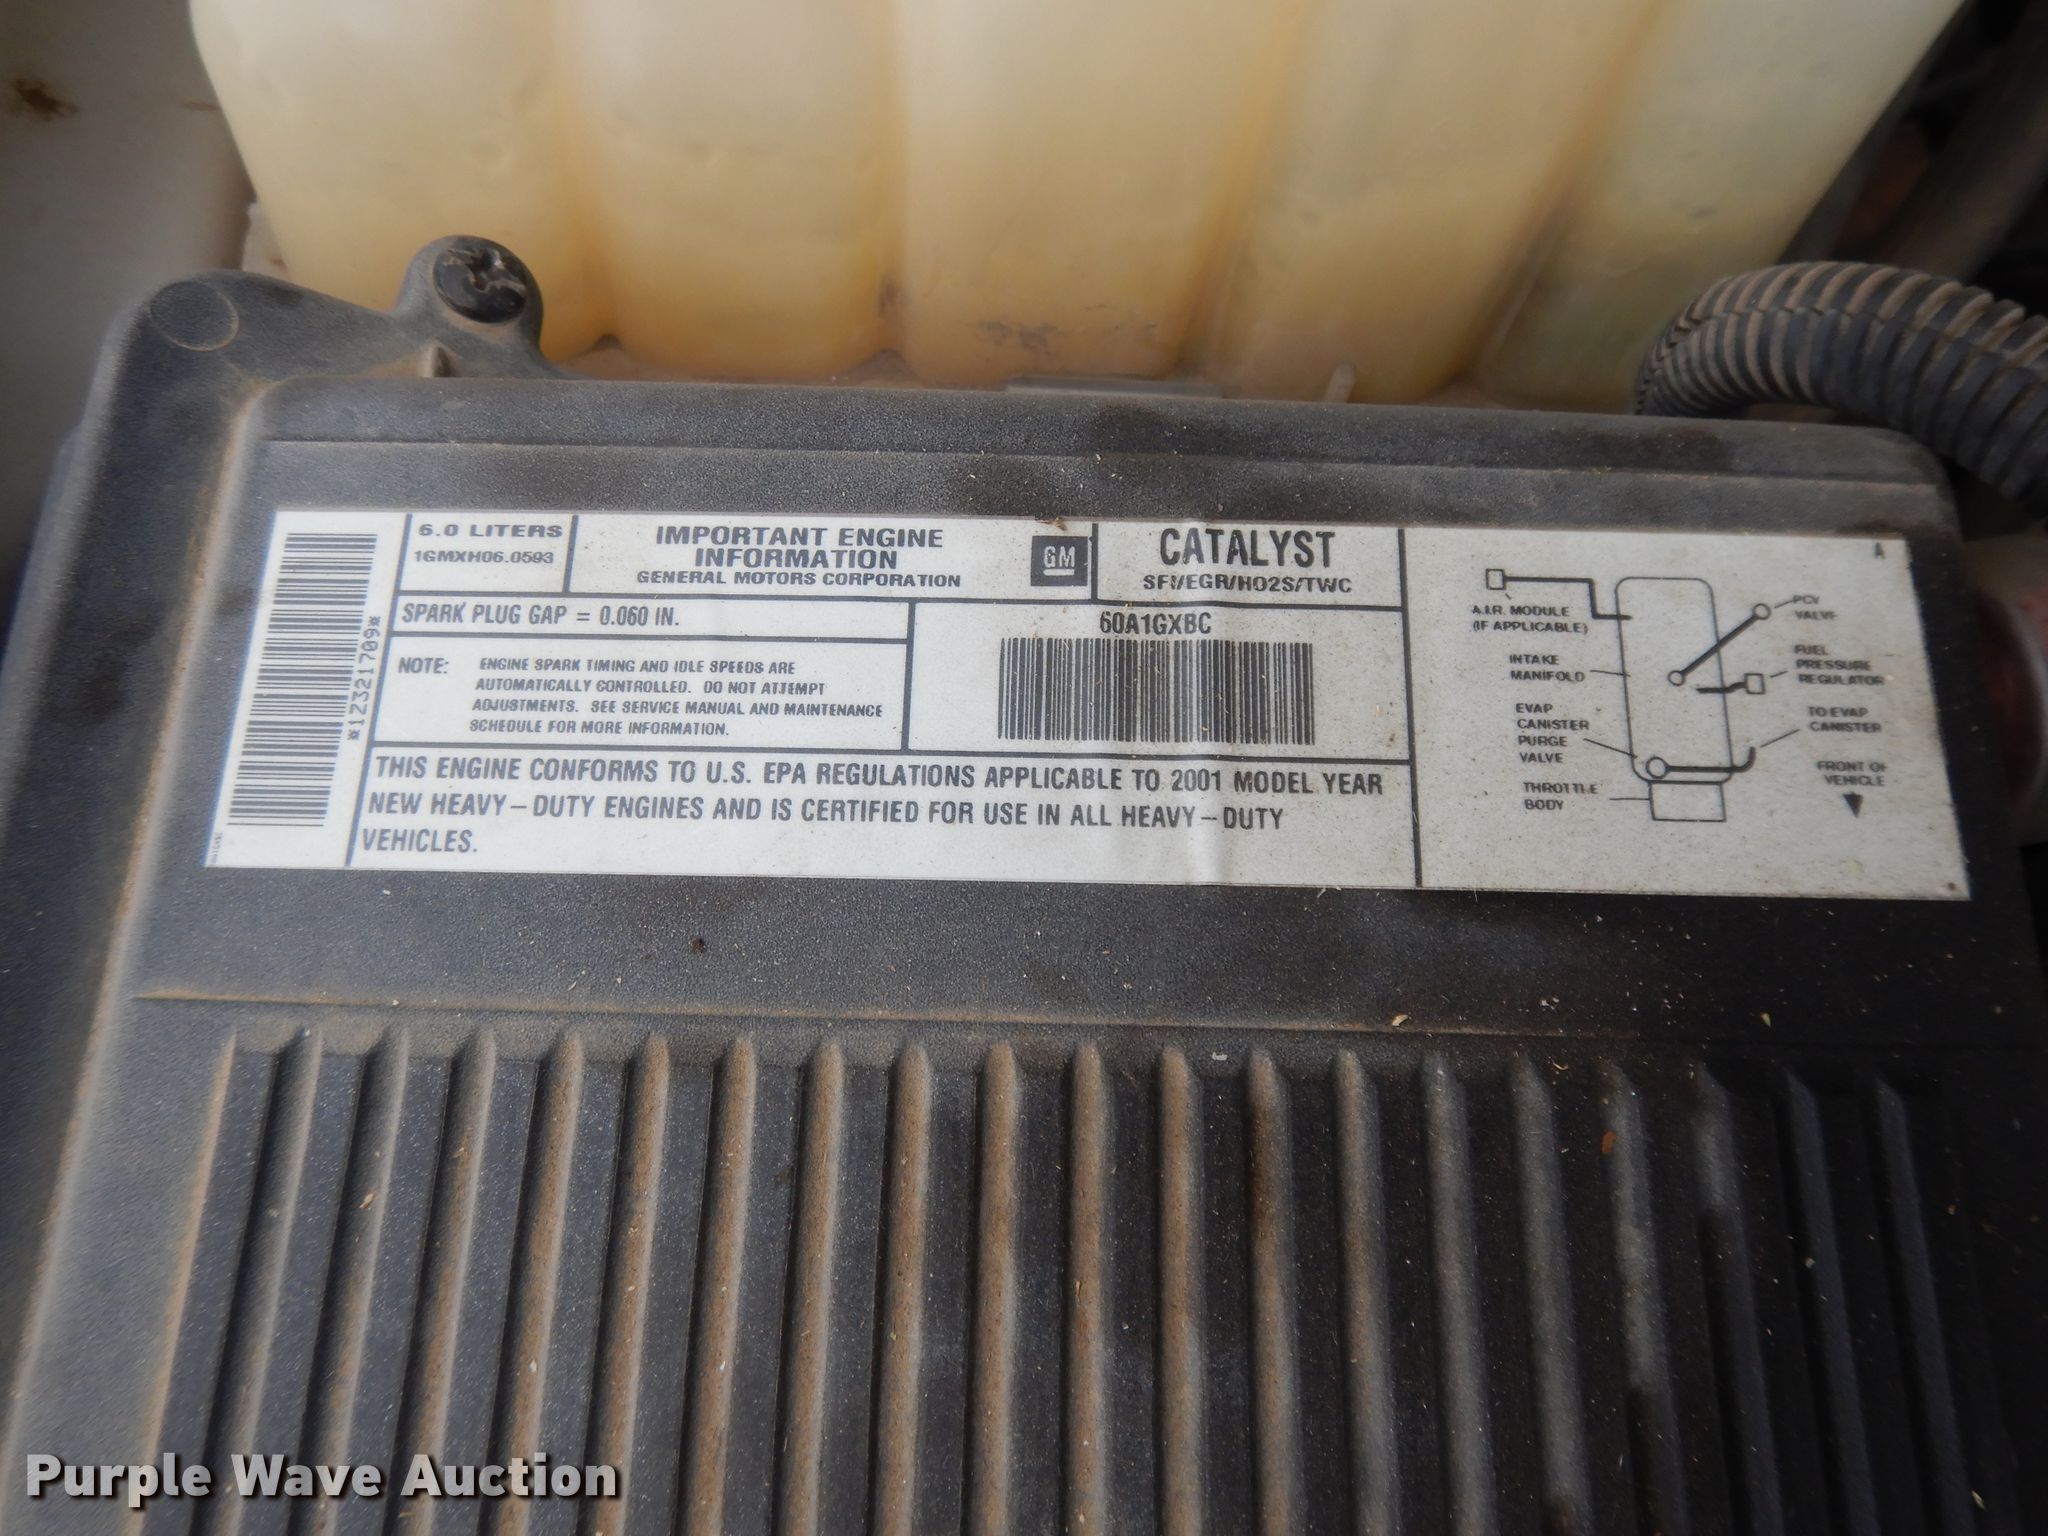 6.0 LITERS
1GMXH06.0593
IMPORTANT ENGINE
INFORMATION
GENERAL MOTORS CORPORATION
GM
CATALYST
SFI/EGR/HO2S/TWC
SPARK PLUG GAP = 0.060 IN.
NOTE: ENGINE SPARK TIMING AND IDLE SPEEDS ARE
AUTOMATICALLY CONTROLLED. DO NOT ATTEMPT
ADJUSTMENTS. SEE SERVICE MANUAL AND MAINTENANCE
SCHEDULE FOR MORE INFORMATION.
60A1GXBC
*12321709*
THIS ENGINE CONFORMS TO U.S. EPA REGULATIONS APPLICABLE TO 2001 MODEL YEAR
NEW HEAVY-DUTY ENGINES AND IS CERTIFIED FOR USE IN ALL HEAVY-DUTY
VEHICLES.
A
A.I.R. MODULE
(IF APPLICABLE)
INTAKE
MANIFOLD
EVAP
CANISTER
PURGE
VALVE
THROTTLE
BODY
PCV
VALVE
FUEL
PRESSURE
REGULATOR
TO EVAP
CANISTER
FRONT OF
VEHICLE
Purple Wave Auction